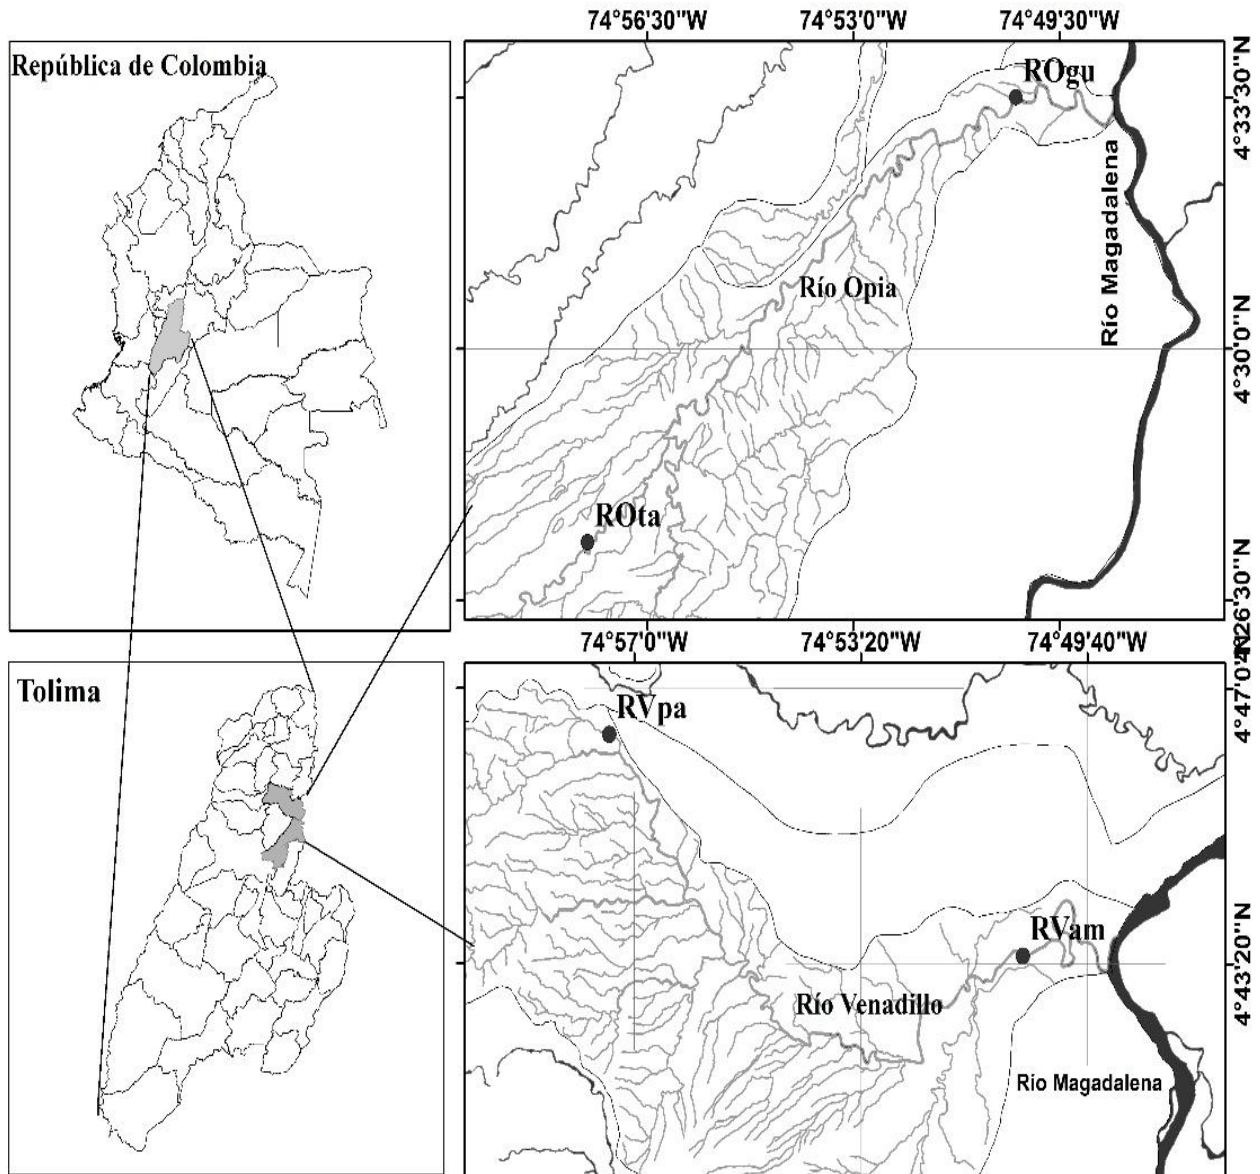 República de Colombia
74°56'30"W 74°53'0"W 74°49'30"W
ROgu
4°33'30"N
Río Magadalena
Río Opia
4°30'0"N
ROta
4°26'30"N
Tolima
74°57'0"W 74°53'20"W 74°49'40"W
RVpa
4°47'0"N
RVam
4°43'20"N
Río Venadillo
Río Magadalena